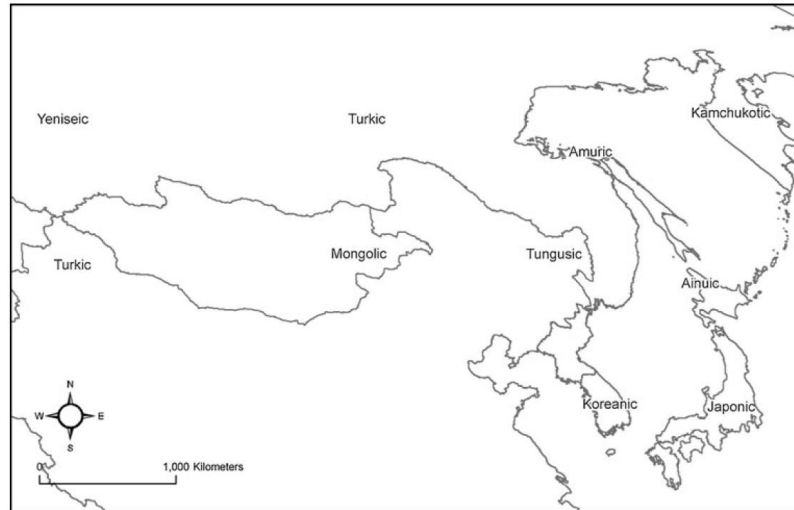 Kamchukotic
Yeniseic
Turkic
Amuric
Turkic
Mongolic
Tungusic
Ainuic
N
W
E
S
Koreanic
Japonic
0
1,000 Kilometers